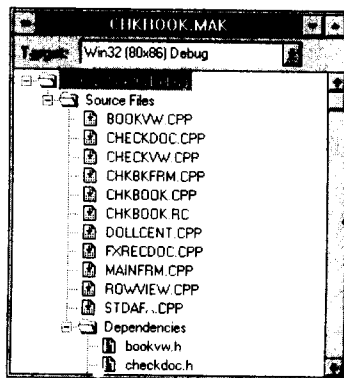 CHKBOOK.MAK
Target: Win32 (80x86) Debug
Source Files
BOOKVW.CPP
CHECKDOC.CPP
CHECKVW.CPP
CHKBKFRM.CPP
CHKBOOK.CPP
CHKBOOK.RC
DOLLCENT.CPP
FXRECDOC.CPP
MAINFRM.CPP
ROWVIEW.CPP
Dependencies
bookvw.h
checkdoc.h